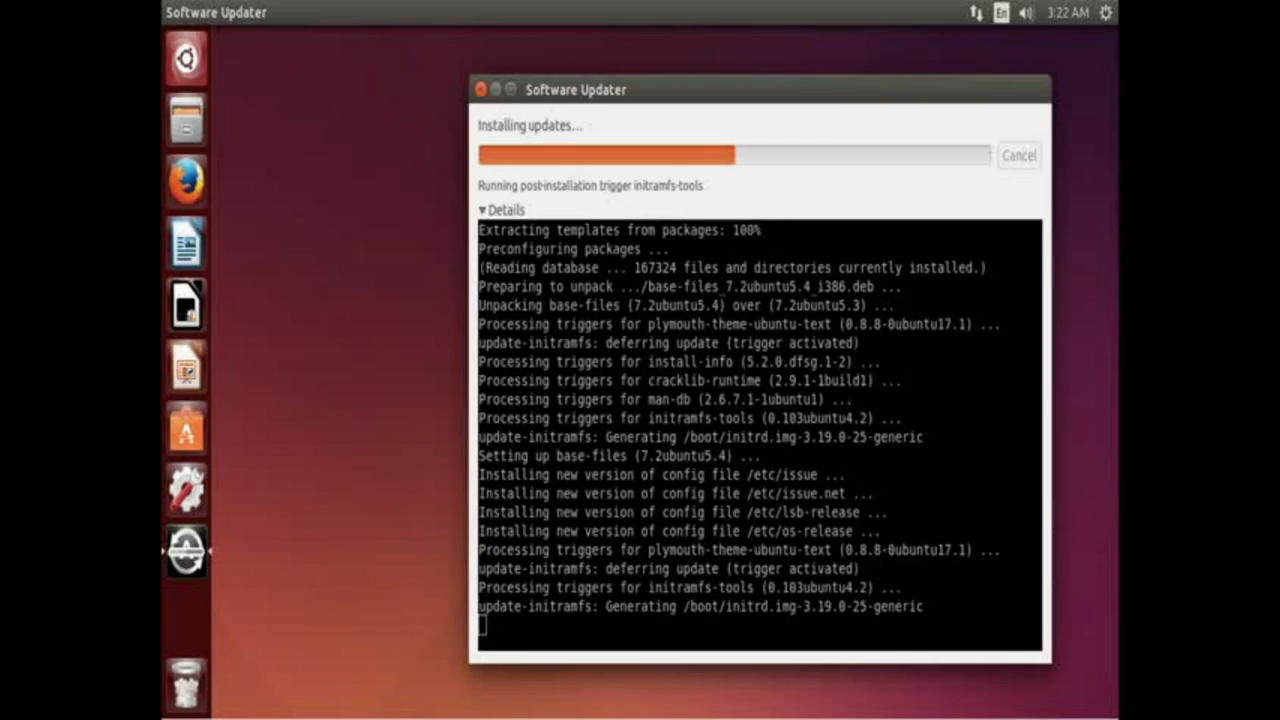 Software Updater
En
3:22 AM
Software Updater
Installing updates...
Cancel
Running post-installation trigger initramfs-tools
Details
Extracting templates from packages: 100%
Preconfiguring packages ...
(Reading database ... 167324 files and directories currently installed.)
Preparing to unpack .../base-files_7.2ubuntu5.4_i386.deb ...
Unpacking base-files (7.2ubuntu5.4) over (7.2ubuntu5.3) ...
Processing triggers for plymouth-theme-ubuntu-text (0.8.8-0ubuntu17.1) ...
update-initramfs: deferring update (trigger activated)
Processing triggers for install-info (5.2.0.dfsg.1-2) ...
Processing triggers for cracklib-runtime (2.9.1-1build1) ...
Processing triggers for man-db (2.6.7.1-1ubuntu1) ...
Processing triggers for initramfs-tools (0.103ubuntu4.2) ...
update-initramfs: Generating /boot/initrd.img-3.19.0-25-generic
Setting up base-files (7.2ubuntu5.4) ...
Installing new version of config file /etc/issue ...
Installing new version of config file /etc/issue.net ...
Installing new version of config file /etc/lsb-release ...
Installing new version of config file /etc/os-release ...
Processing triggers for plymouth-theme-ubuntu-text (0.8.8-0ubuntu17.1) ...
update-initramfs: deferring update (trigger activated)
Processing triggers for initramfs-tools (0.103ubuntu4.2) ...
update-initramfs: Generating /boot/initrd.img-3.19.0-25-generic